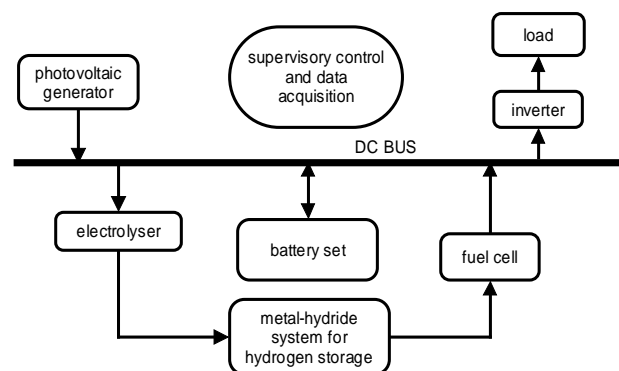 photovoltaic
generator
supervisory control
and data
acquisition
load
inverter
DC BUS
electrolyser
battery set
fuel cell
metal-hydride
system for
hydrogen storage